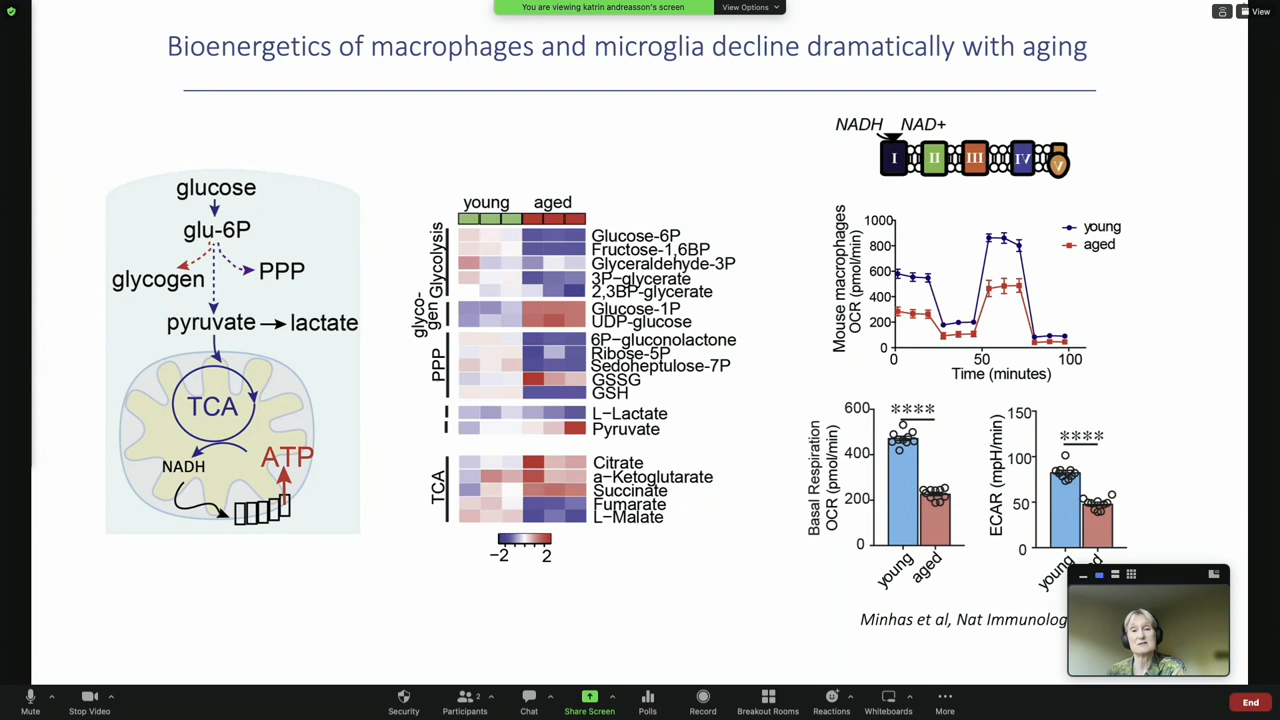 You are viewing katrin andreasson's screen
View Options
View
Bioenergetics of macrophages and microglia decline dramatically with aging
glucose
glu-6P
glycogen
PPP
pyruvate
lactate
TCA
NADH
ATP
young aged
Glycolysis
Glucose-6P
Fructose-1,6BP
Glyceraldehyde-3P
3P-glycerate
2,3BP-glycerate
glyco-
gen
Glucose-1P
UDP-glucose
PPP
6P-gluconolactone
Ribose-5P
Sedoheptulose-7P
GSSG
GSH
L-Lactate
Pyruvate
TCA
Citrate
a-Ketoglutarate
Succinate
Fumarate
L-Malate
-2 2
NADH NAD+
I II III IV V
Mouse macrophages
OCR (pmol/min)
1000
800
600
400
200
0
0 50 100
Time (minutes)
young
aged
Basal Respiration
OCR (pmol/min)
600
400
200
0
****
young
aged
ECAR (mpH/min)
150
100
50
0
****
young
Minhas et al, Nat Immunolog
Mute
Stop Video
Security
Participants
2
Chat
Share Screen
Polls
Record
Breakout Rooms
Reactions
Whiteboards
More
End